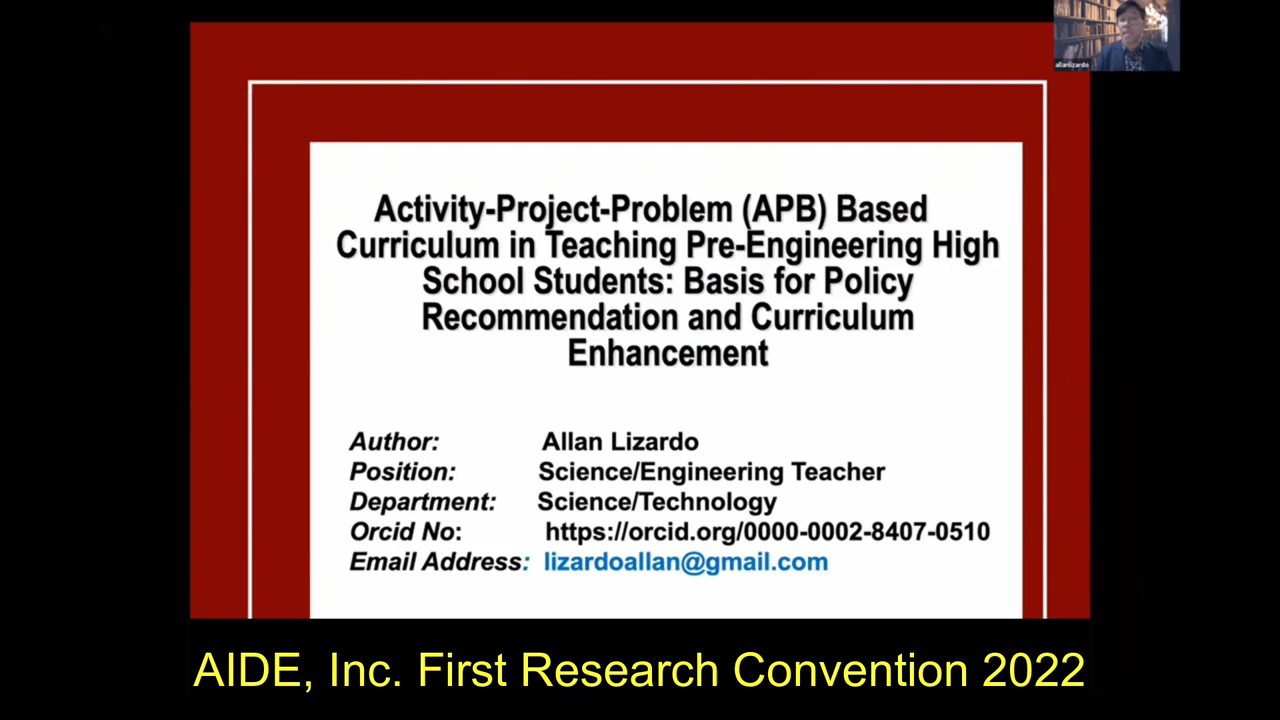 allanlizardo
Activity-Project-Problem (APB) Based
Curriculum in Teaching Pre-Engineering High
School Students: Basis for Policy
Recommendation and Curriculum
Enhancement
Author: Allan Lizardo
Position: Science/Engineering Teacher
Department: Science/Technology
Orcid No: https://orcid.org/0000-0002-8407-0510
Email Address: lizardoallan@gmail.com
AIDE, Inc. First Research Convention 2022